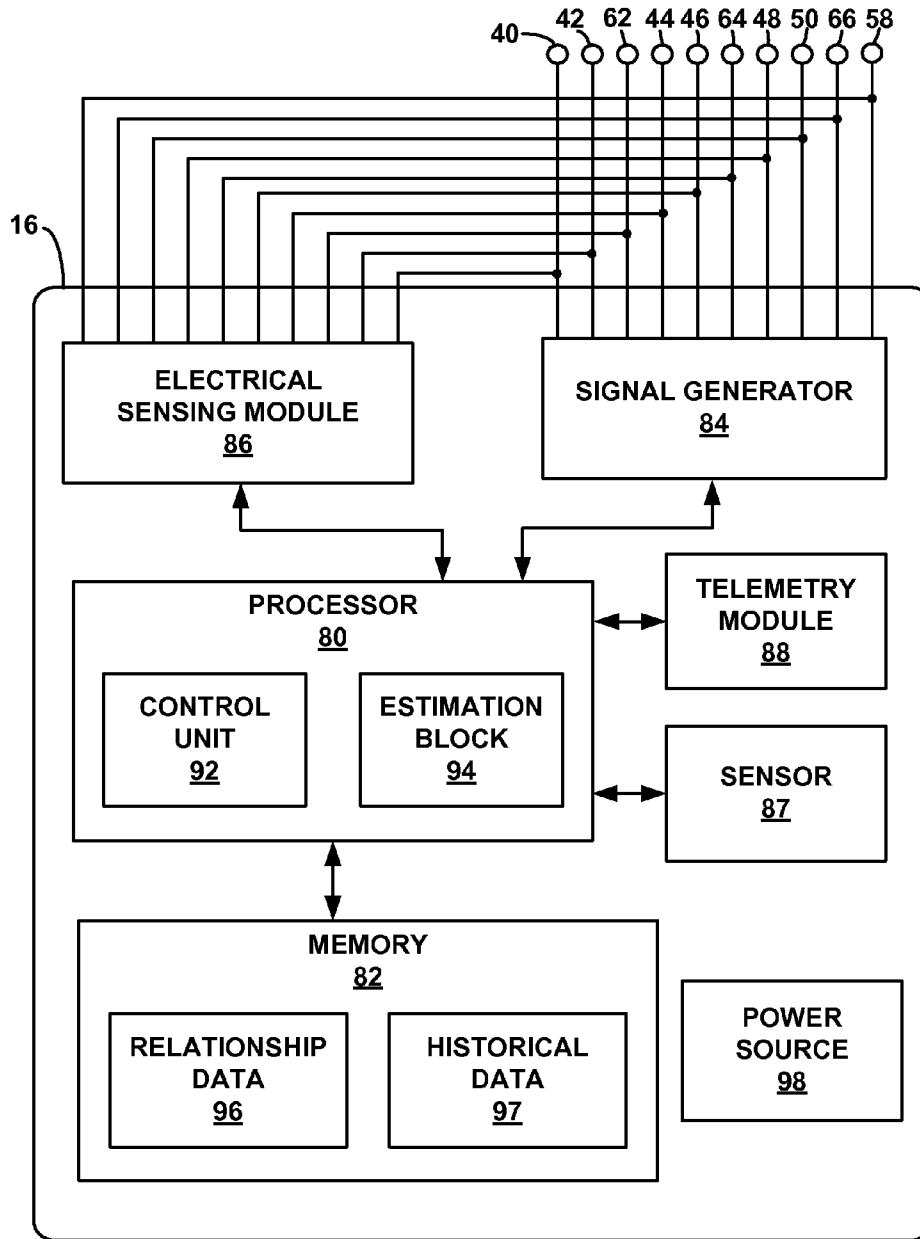 40 42 62 44 46 64 48 50 66 58
16
ELECTRICAL
SENSING MODULE
86
SIGNAL GENERATOR
84
PROCESSOR
80
CONTROL
UNIT
92
ESTIMATION
BLOCK
94
TELEMETRY
MODULE
88
SENSOR
87
MEMORY
82
RELATIONSHIP
DATA
96
HISTORICAL
DATA
97
POWER
SOURCE
98